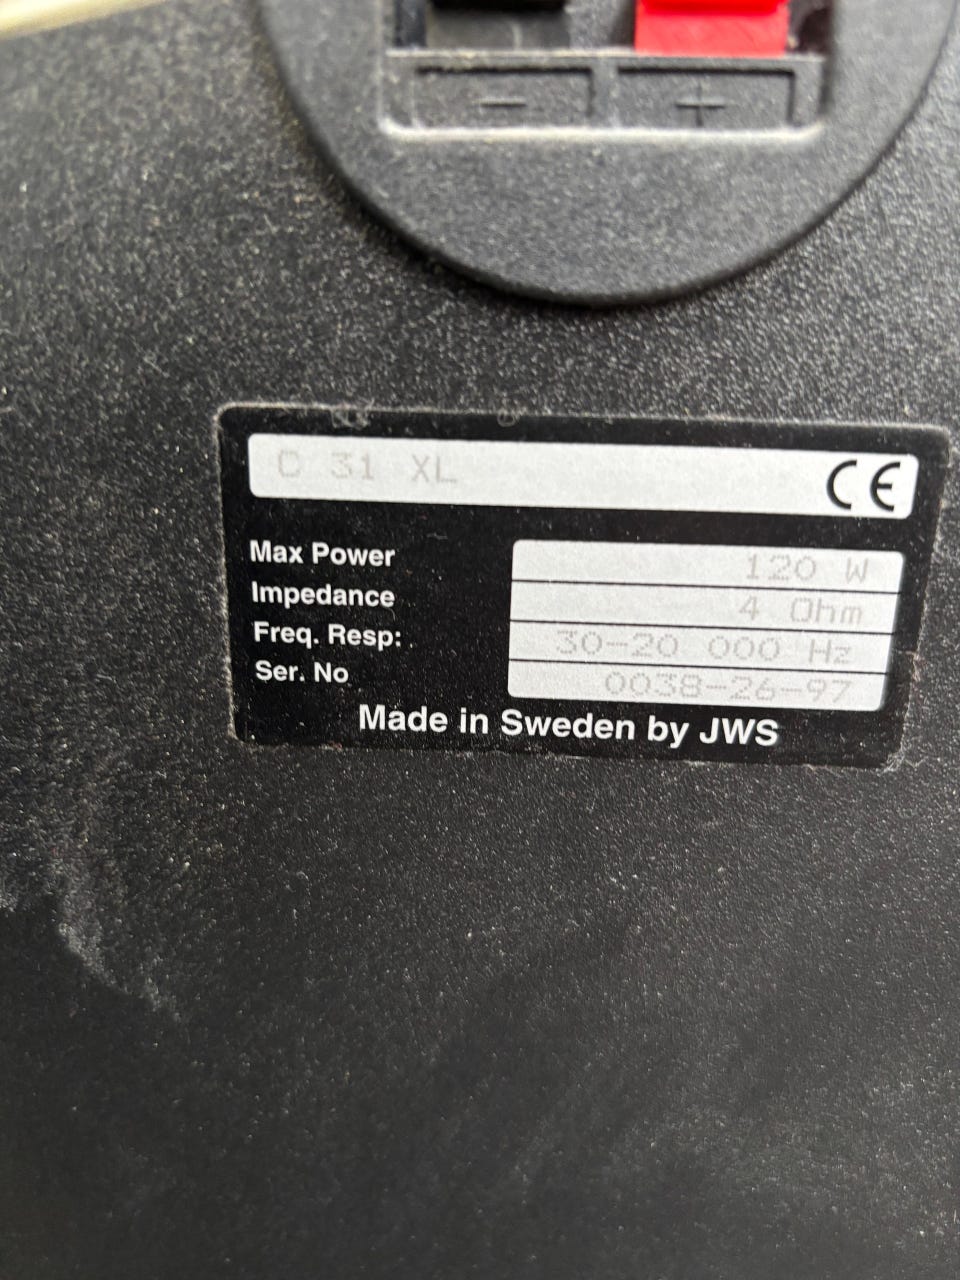 C 31 XL CE
Max Power 120 W
Impedance 4 Ohm
Freq. Resp: 30-20 000 Hz
Ser. No 0038-26-97
Made in Sweden by JWS
- +